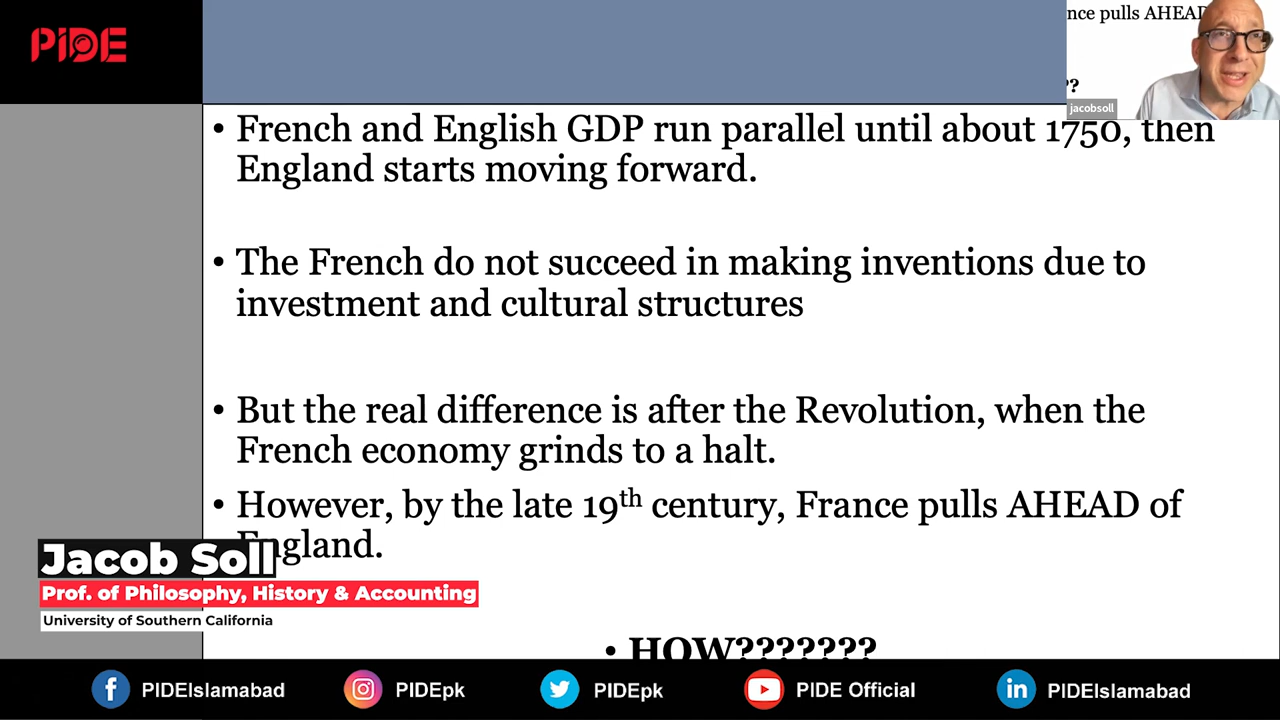 PIDE
nce pulls AHEAD
??
jacobsoll
• French and English GDP run parallel until about 1750, then
England starts moving forward.
• The French do not succeed in making inventions due to
investment and cultural structures
• But the real difference is after the Revolution, when the
French economy grinds to a halt.
• However, by the late 19th century, France pulls AHEAD of
England.
• HOW???????
Jacob Soll
Prof. of Philosophy, History & Accounting
University of Southern California
PIDEIslamabad
PIDEpk
PIDEpk
PIDE Official
PIDEIslamabad